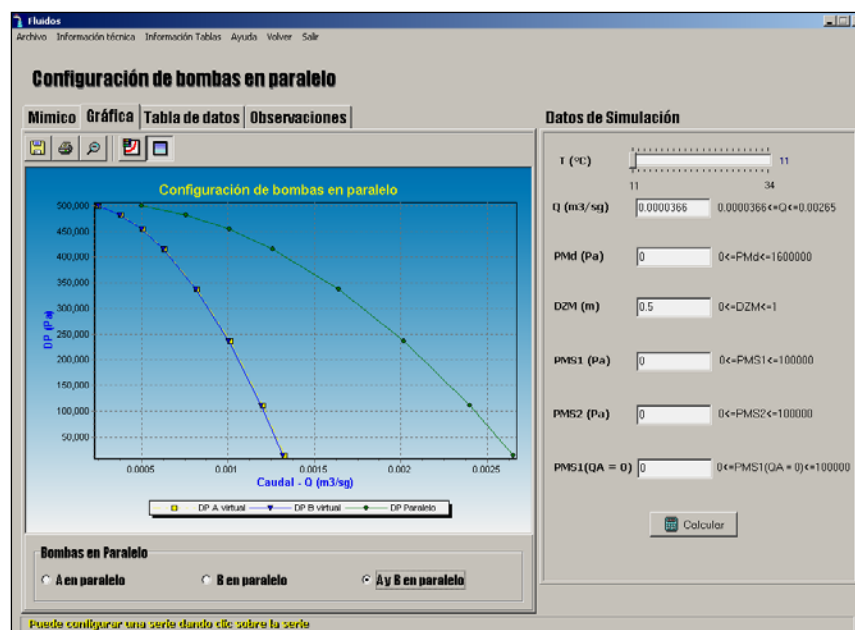 Fluidos
Archivo Información técnica Información Tablas Ayuda Volver Salir
Configuración de bombas en paralelo
Mimico Gráfica Tabla de datos Observaciones
Configuración de bombas en paralelo
500,000
450,000
400,000
350,000
300,000
250,000
200,000
150,000
100,000
50,000
DP (Pa)
0.0005 0.001 0.0015 0.002 0.0025
Caudal - Q (m3/sg)
DP A virtual DP B virtual DP Paralelo
Bombas en Paralelo
A en paralelo B en paralelo A y B en paralelo
Datos de Simulación
T (ºC) 11
11 34
Q (m3/sg) 0.0000366 0.0000366<=Q<=0.00265
PMd (Pa) 0 0<=PMd<=1600000
DZM (m) 0.5 0<=DZM<=1
PMS1 (Pa) 0 0<=PMS1<=100000
PMS2 (Pa) 0 0<=PMS2<=100000
PMS1(QA = 0) 0 0<=PMS1(QA = 0)<=100000
Calcular
Puede configurar una serie dando clic sobre la serie